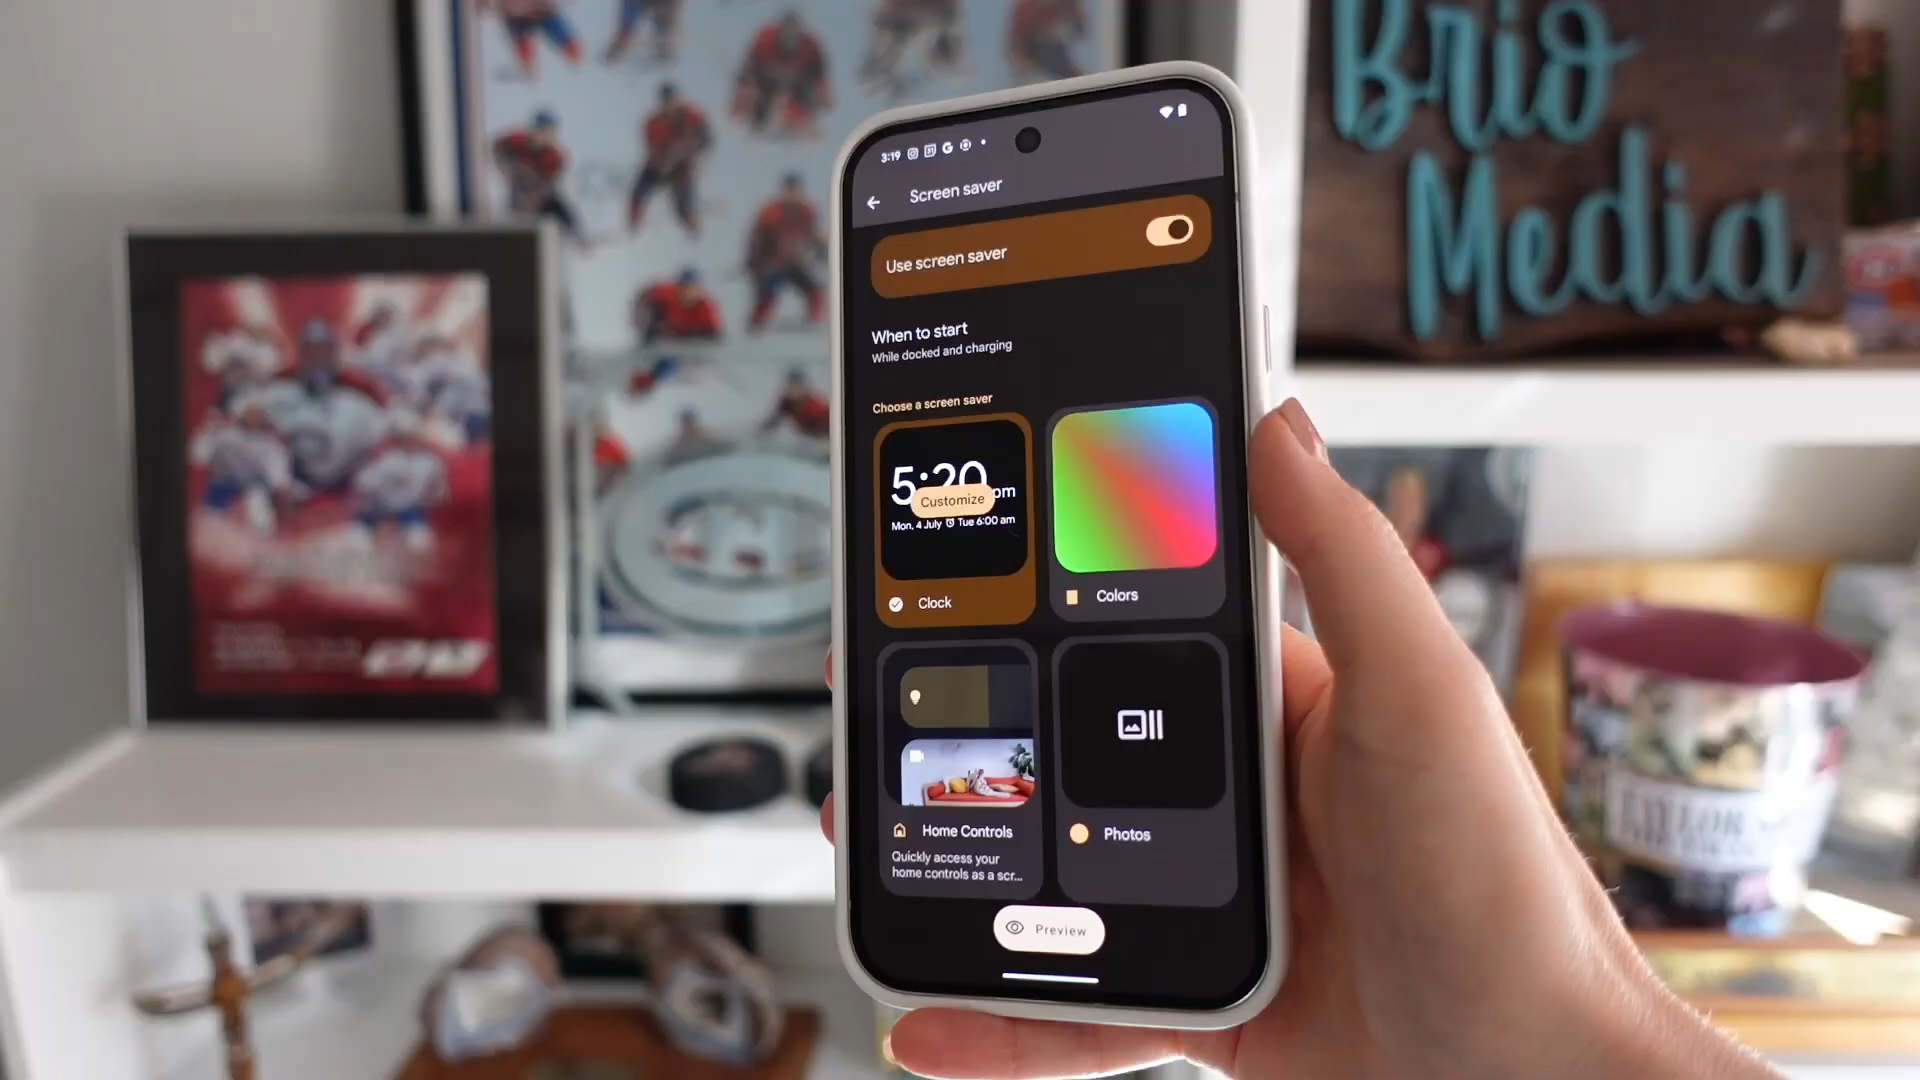 Brio
Media
3:19
Screen saver
Use screen saver
When to start
While docked and charging
Choose a screen saver
5:20 pm
Customize
Mon, 4 July Tue 6:00 am
Clock
Colors
Home Controls
Quickly access your
home controls as a scr...
Photos
Preview